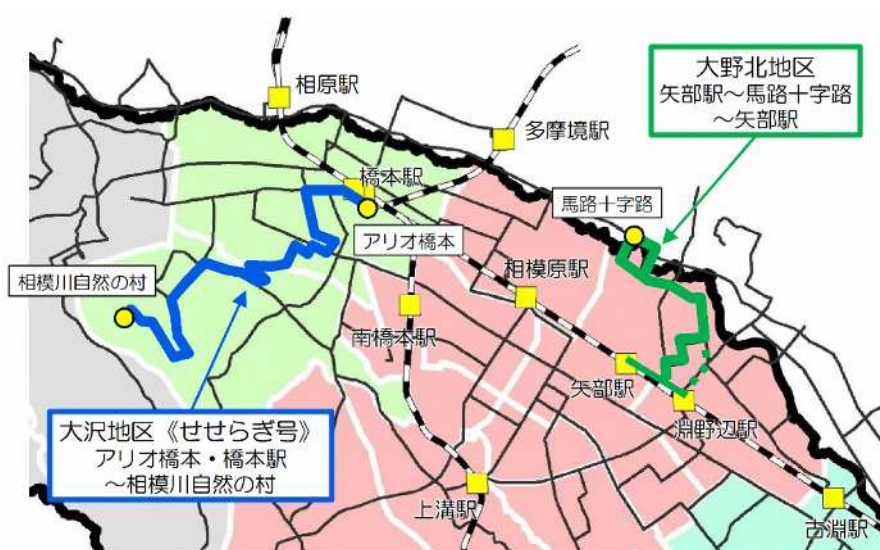 相原駅
大野北地区
矢部駅～馬路十字路
～矢部駅
多摩境駅
橋本駅
馬路十字路
アリオ橋本
相模川自然の村
相模原駅
南橋本駅
矢部駅
淵野辺駅
大沢地区《せせらぎ号》
アリオ橋本・橋本駅
～相模川自然の村
上溝駅
古淵駅